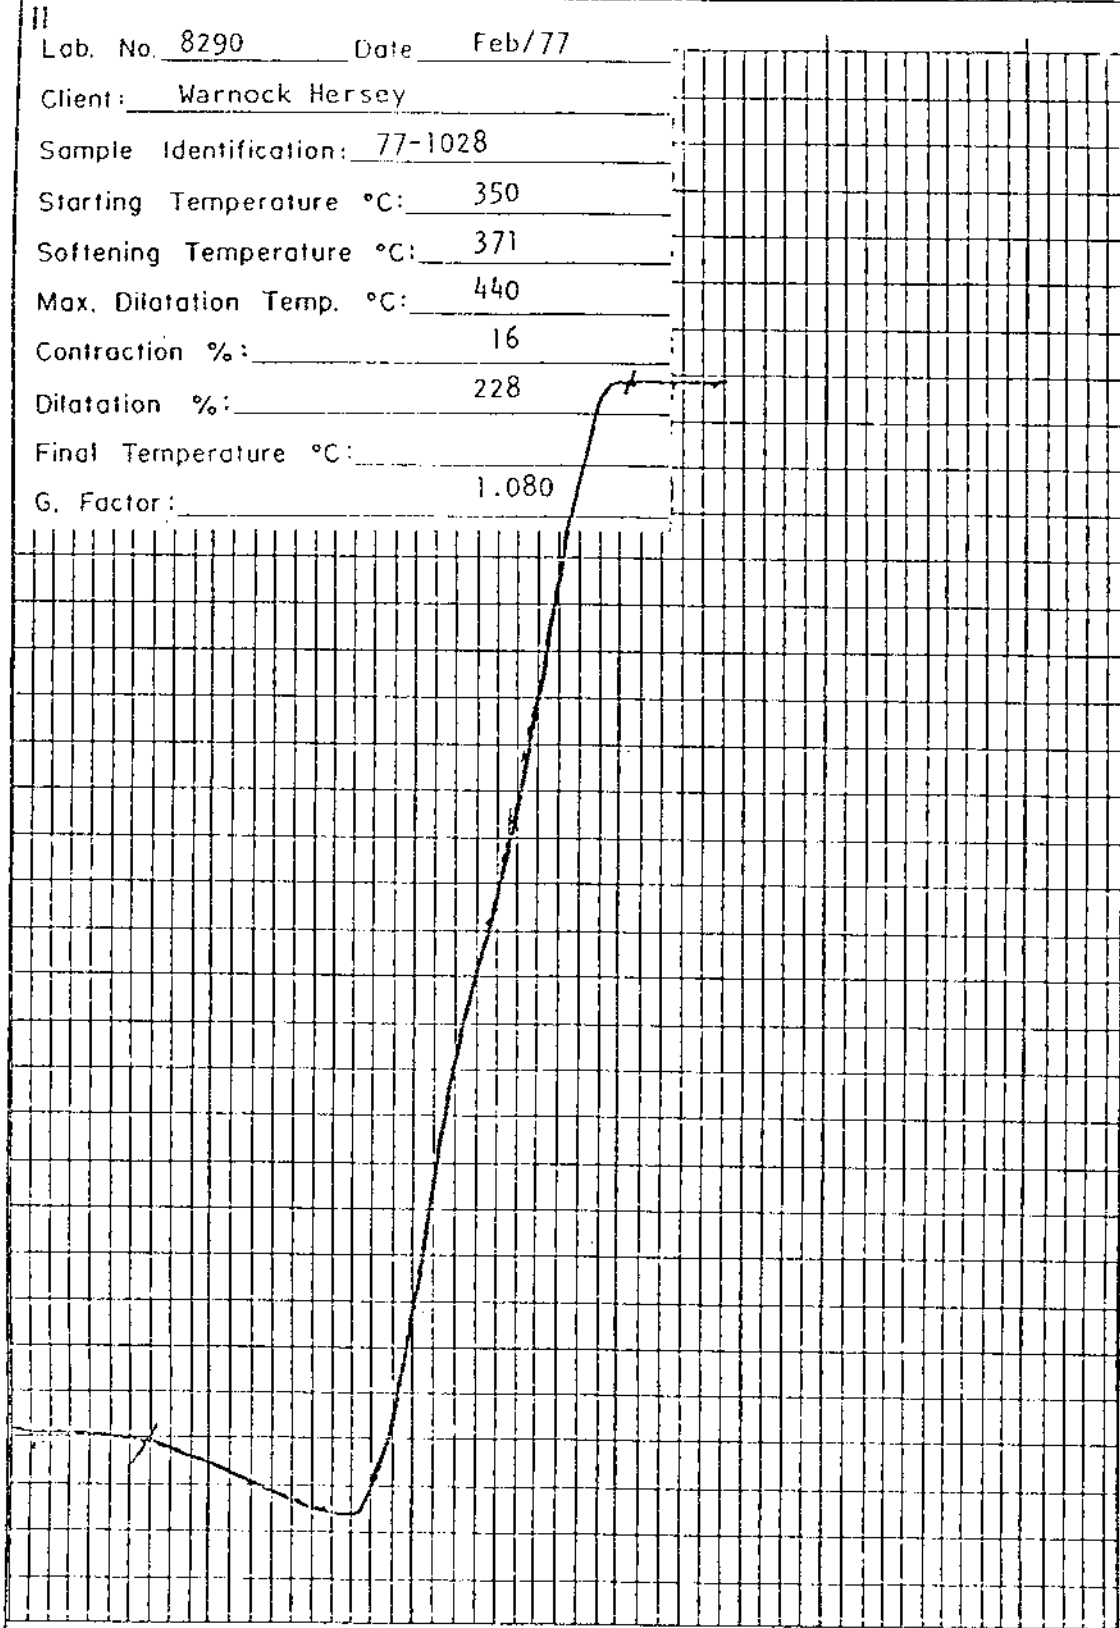 Lab. No. 8290 Date Feb/77
Client: Warnock Hersey
Sample Identification: 77-1028
Starting Temperature °C: 350
Softening Temperature °C: 371
Max. Dilatation Temp. °C: 440
Contraction %: 16
Dilatation %: 228
Final Temperature °C:
G. Factor: 1.080